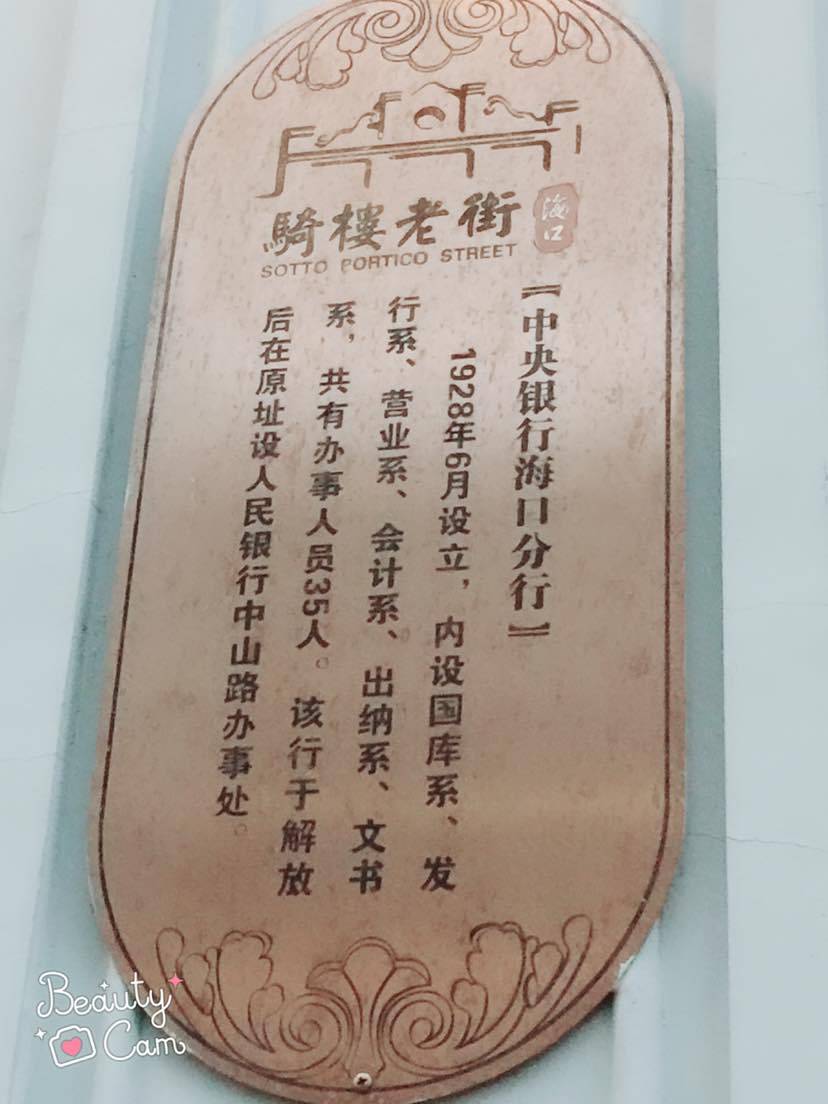 騎樓老街
海口
SOTTO PORTICO STREET
【中央银行海口分行】
1928年6月设立，内设国库系、发
行系、营业系、会计系、出纳系、文书
系，共有办事人员35人。该行于解放
后在原址设人民银行中山路办事处。
Beauty
Cam